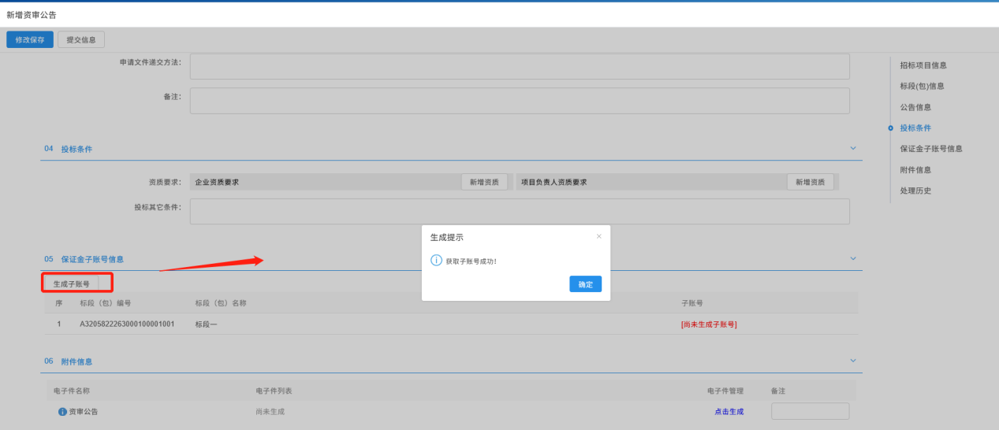 新增资审公告
修改保存 提交信息
申请文件递交方法：
备注：
招标项目信息
标段(包)信息
公告信息
投标条件
保证金子账号信息
附件信息
处理历史
04 投标条件
资质要求： 企业资质要求 新增资质 项目负责人资质要求 新增资质
投标其它条件：
生成提示 ×
获取子账号成功！
确定
05 保证金子账号信息
生成子账号
序 标段（包）编号 标段（包）名称 子账号
1 A3205822263000100001001 标段一 [尚未生成子账号]
06 附件信息
电子件名称 电子件列表 电子件管理 备注
资审公告 尚未生成 点击生成